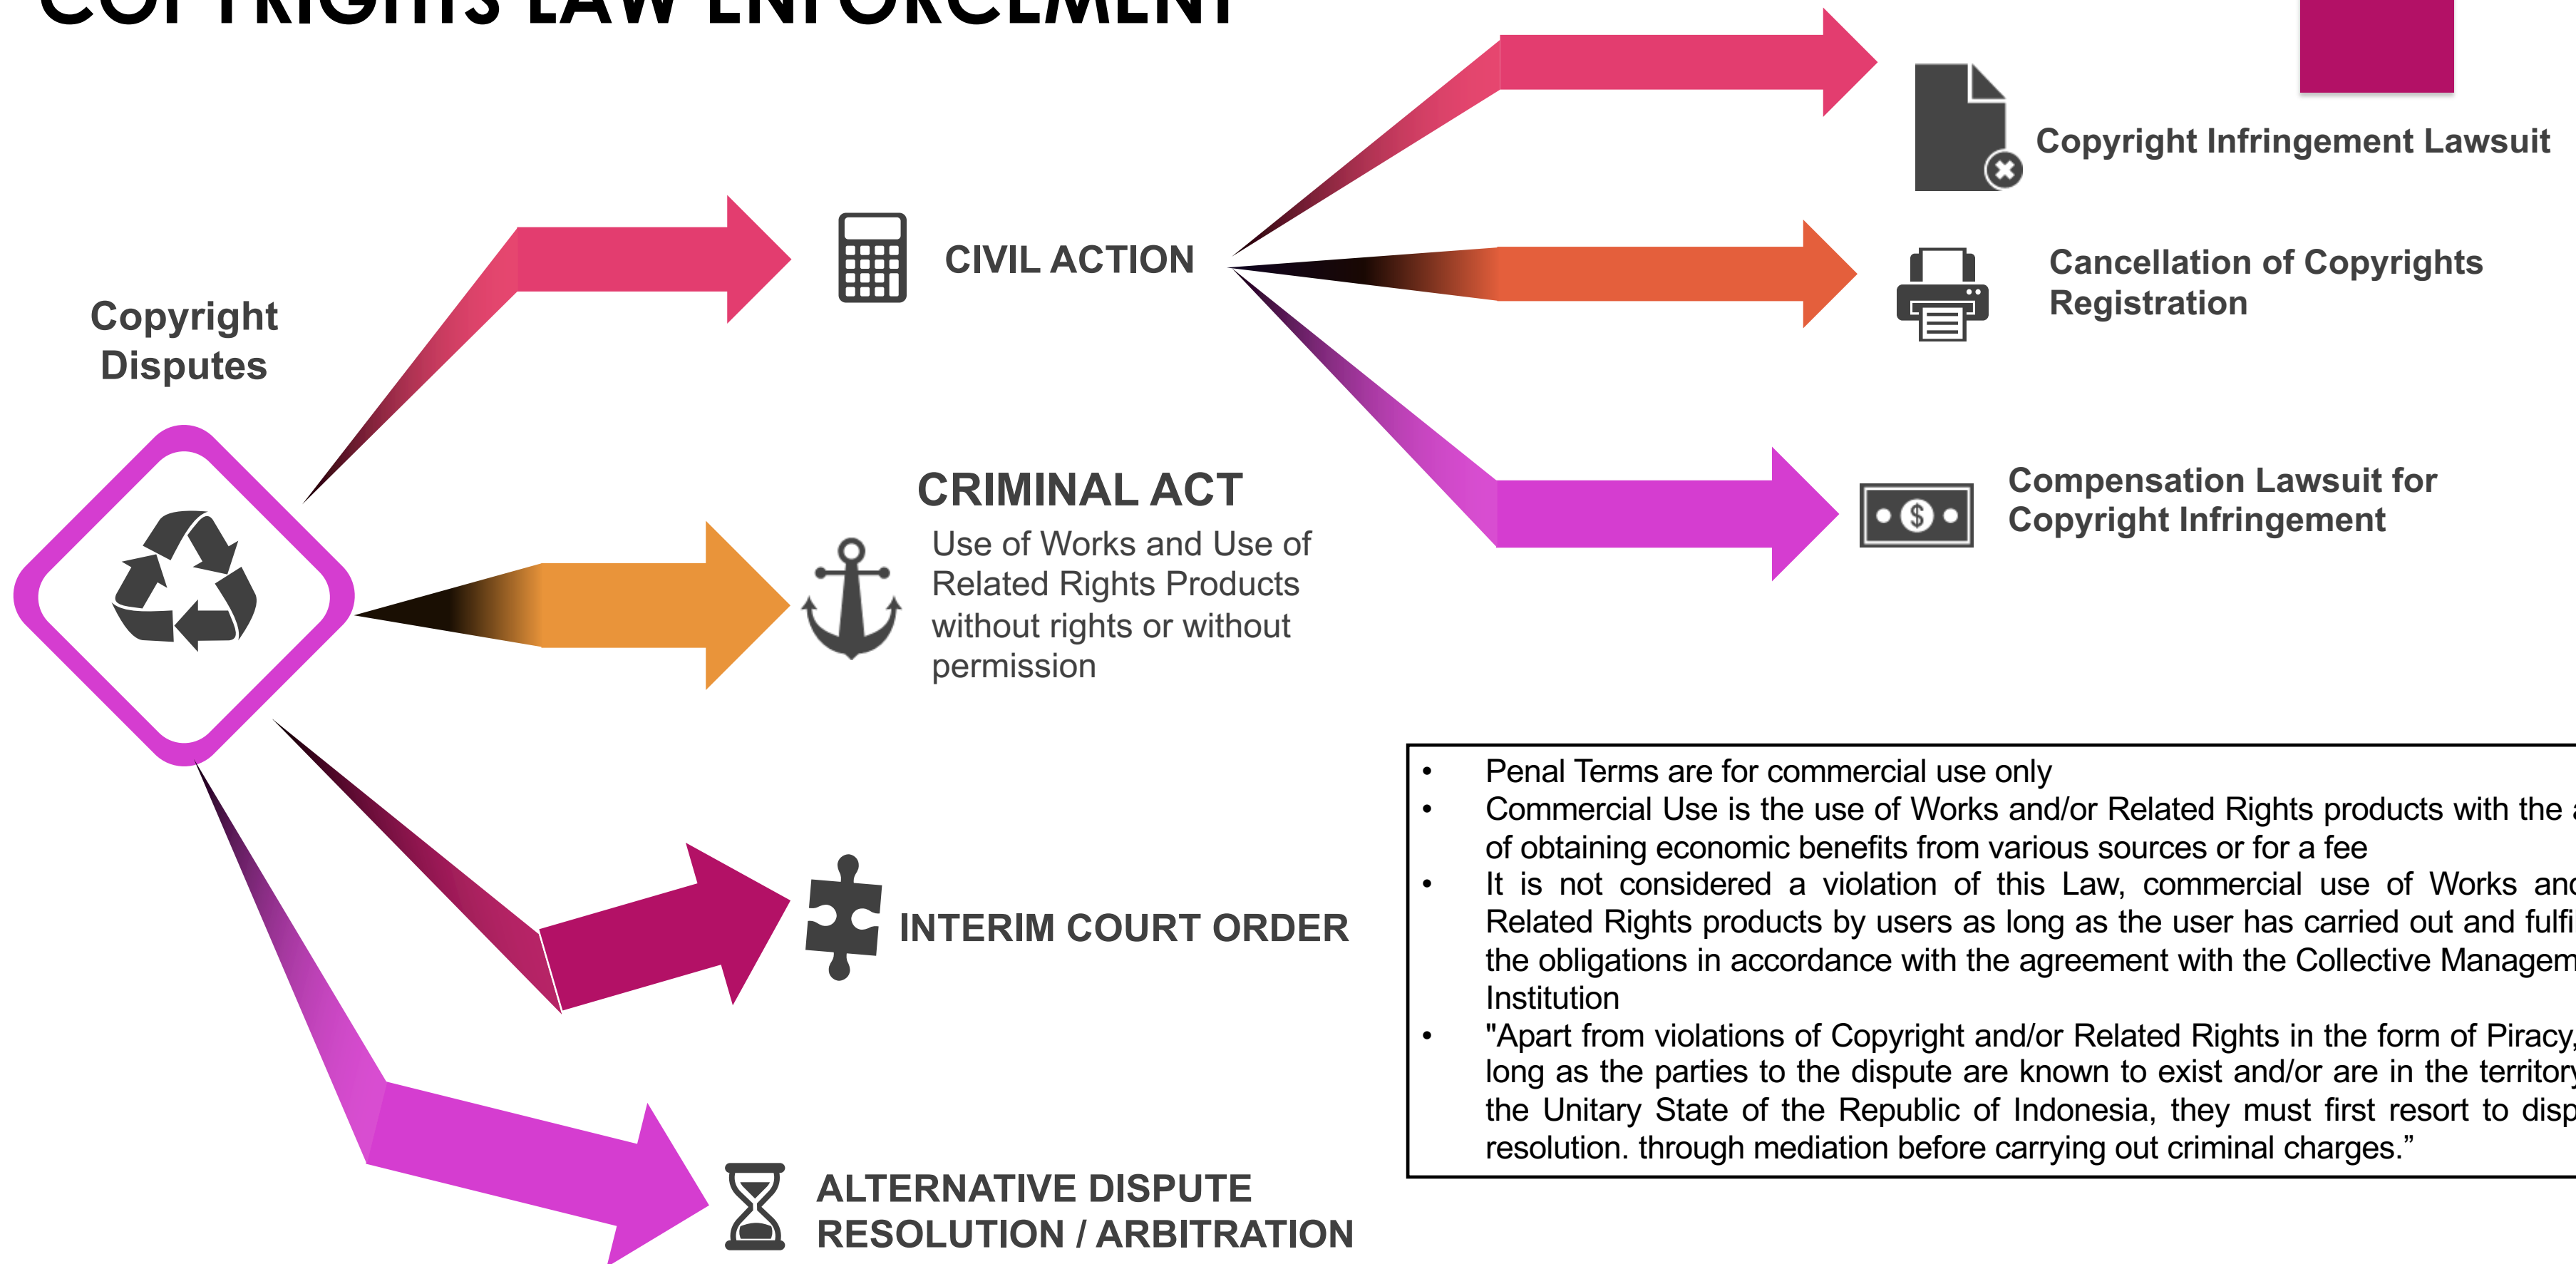 COPYRIGHTS LAW ENFORCEMENT
Copyright
Disputes
CIVIL ACTION
Copyright Infringement Lawsuit
Cancellation of Copyrights
Registration
Compensation Lawsuit for
Copyright Infringement
CRIMINAL ACT
Use of Works and Use of
Related Rights Products
without rights or without
permission
INTERIM COURT ORDER
ALTERNATIVE DISPUTE
RESOLUTION / ARBITRATION
• Penal Terms are for commercial use only
• Commercial Use is the use of Works and/or Related Rights products with the
of obtaining economic benefits from various sources or for a fee
• It is not considered a violation of this Law, commercial use of Works
Related Rights products by users as long as the user has carried out and
the obligations in accordance with the agreement with the Collective
Institution
• "Apart from violations of Copyright and/or Related Rights in the form of Piracy,
long as the parties to the dispute are known to exist and/or are in the territory
the Unitary State of the Republic of Indonesia, they must first resort to
resolution. through mediation before carrying out criminal charges.”